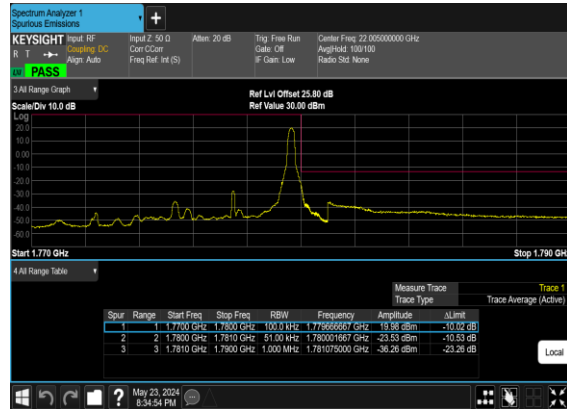 Spectrum Analyzer 1
Spurious Emissions
KEYSIGHT Input: RF Input Z: 50 Ω Atten: 20 dB Trig: Free Run Center Freq: 22.005000000 GHz
R T Coupling: DC Corr CCorr Gate: Off Avg|Hold: 100/100
Align: Auto Freq Ref: Int (S) IF Gain: Low Radio Std: None
PASS
3 All Range Graph
Ref Lvl Offset 25.80 dB
Scale/Div 10.0 dB Ref Value 30.00 dBm
Log
20.0
10.0
0.00
-10.0
-20.0
-30.0
-40.0
-50.0
-60.0
Start 1.770 GHz Stop 1.790 GHz
4 All Range Table
Measure Trace Trace 1
Trace Type Trace Average (Active)
Spur Range Start Freq Stop Freq RBW Frequency Amplitude ΔLimit
1 1 1.7700 GHz 1.7800 GHz 100.0 kHz 1.779666667 GHz 19.98 dBm -10.02 dB
2 2 1.7800 GHz 1.7810 GHz 51.00 kHz 1.780001667 GHz -23.53 dBm -10.53 dB
3 3 1.7810 GHz 1.7900 GHz 1.000 MHz 1.781075000 GHz -36.26 dBm -23.26 dB
Local
May 23, 2024
8:34:54 PM